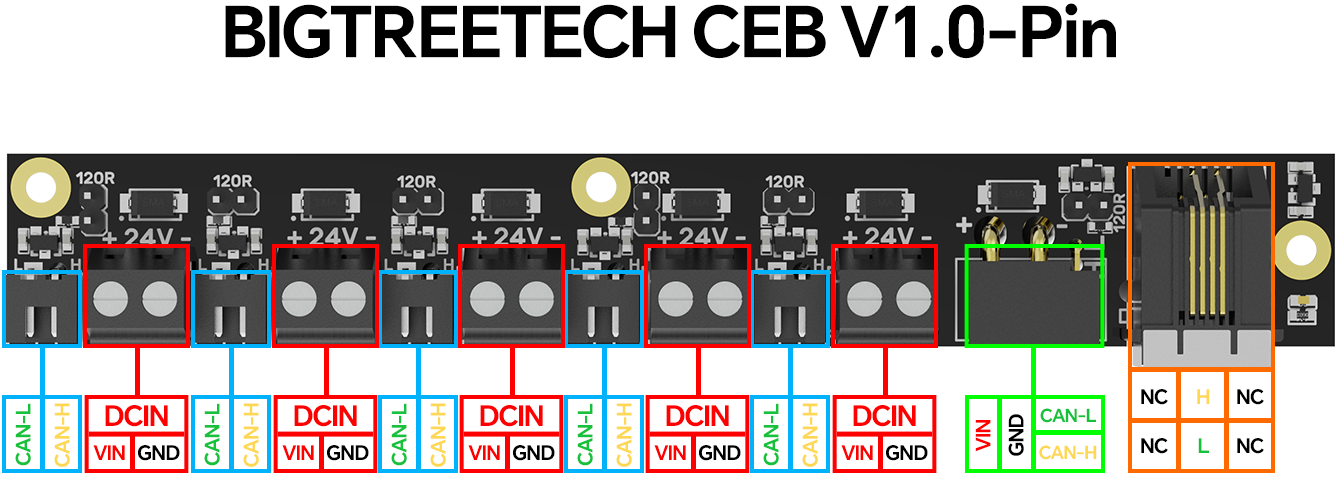 BIGTREETECH CEB V1.0-Pin
120R 120R 120R 120R 120R 120R
+ 24V - + 24V - + 24V - + 24V - + 24V - + -
H H H H H
CAN-L CAN-H DCIN CAN-L CAN-H DCIN CAN-L CAN-H DCIN CAN-L CAN-H DCIN CAN-L CAN-H DCIN
VIN GND VIN GND VIN GND VIN GND VIN GND
VIN GND CAN-L
CAN-H
NC H NC
NC L NC